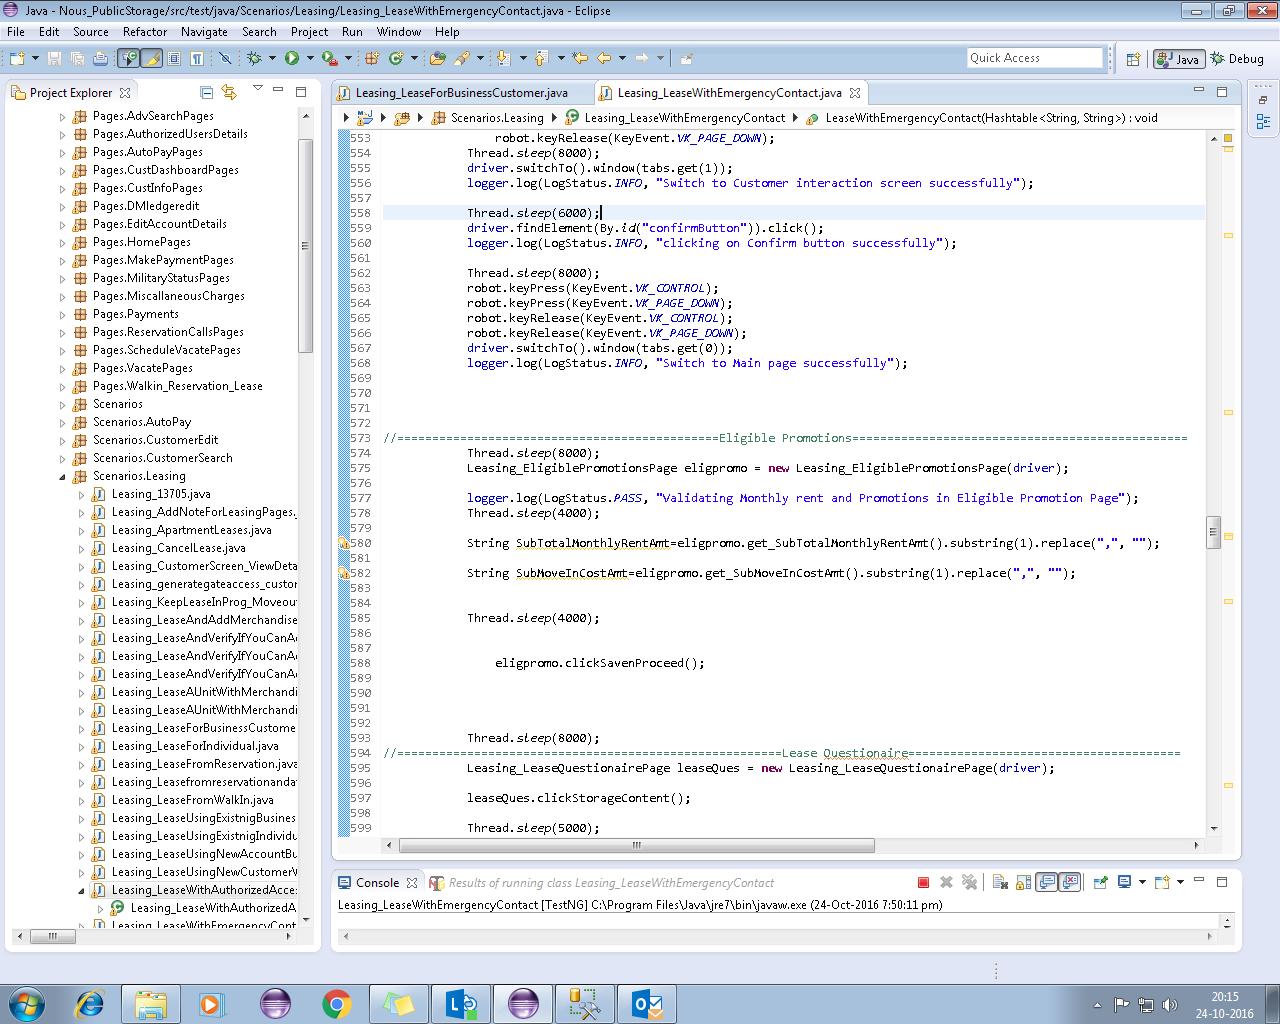 Java - Nous_PublicStorage/src/test/java/Scenarios/Leasing/Leasing_LeaseWithEmergencyContact.java - Eclipse
File Edit Source Refactor Navigate Search Project Run Window Help
Quick Access
Java
Debug
Project Explorer
Pages.AdvSearchPages
Pages.AuthorizedUsersDetails
Pages.AutoPayPages
Pages.CustDashboardPages
Pages.CustInfoPages
Pages.DMledgeredit
Pages.EditAccountDetails
Pages.HomePages
Pages.MakePaymentPages
Pages.MilitaryStatusPages
Pages.MiscallaneousCharges
Pages.Payments
Pages.ReservationCallsPages
Pages.ScheduleVacatePages
Pages.VacatePages
Pages.Walkin_Reservation_Lease
Scenarios
Scenarios.AutoPay
Scenarios.CustomerEdit
Scenarios.CustomerSearch
Scenarios.Leasing
Leasing_13705.java
Leasing_AddNoteForLeasingPages.
Leasing_ApartmentLeases.java
Leasing_CancelLease.java
Leasing_CustomerScreen_ViewDeta
Leasing_generategateaccess_custor
Leasing_KeepLeaseInProg_Moveou
Leasing_LeaseAndAddMerchandise
Leasing_LeaseAndVerifyIfYouCanAc
Leasing_LeaseAndVerifyIfYouCanAc
Leasing_LeaseAndVerifyIfYouCanAc
Leasing_LeaseAUnitWithMerchandi
Leasing_LeaseAUnitWithMerchandi
Leasing_LeaseForBusinessCustome
Leasing_LeaseForIndividual.java
Leasing_LeaseFromReservation.java
Leasing_Leasefromreservationandat
Leasing_LeaseFromWalkIn.java
Leasing_LeaseUsingExistnigBusines
Leasing_LeaseUsingExistnigIndividu
Leasing_LeaseUsingNewAccountBu
Leasing_LeaseUsingNewCustomerV
Leasing_LeaseWithAuthorizedAcce
Leasing_LeaseWithAuthorizedA
Leasing_LeaseWithEmergencyCont
Leasing_LeaseForBusinessCustomer.java
Leasing_LeaseWithEmergencyContact.java
Scenarios.Leasing
Leasing_LeaseWithEmergencyContact
LeaseWithEmergencyContact(Hashtable<String, String>) : void
553 robot.keyRelease(KeyEvent.VK_PAGE_DOWN);
554 Thread.sleep(8000);
555 driver.switchTo().window(tabs.get(1));
556 logger.log(LogStatus.INFO, "Switch to Customer interaction screen successfully");
557
558 Thread.sleep(6000);
559 driver.findElement(By.id("confirmButton")).click();
560 logger.log(LogStatus.INFO, "clicking on Confirm button successfully");
561
562 Thread.sleep(8000);
563 robot.keyPress(KeyEvent.VK_CONTROL);
564 robot.keyPress(KeyEvent.VK_PAGE_DOWN);
565 robot.keyRelease(KeyEvent.VK_CONTROL);
566 robot.keyRelease(KeyEvent.VK_PAGE_DOWN);
567 driver.switchTo().window(tabs.get(0));
568 logger.log(LogStatus.INFO, "Switch to Main page successfully");
569
570
571
572
573 //==============================================Eligible Promotions================================================
574 Thread.sleep(8000);
575 Leasing_EligiblePromotionsPage eligpromo = new Leasing_EligiblePromotionsPage(driver);
576
577 logger.log(LogStatus.PASS, "Validating Monthly rent and Promotions in Eligible Promotion Page");
578 Thread.sleep(4000);
579
580 String SubTotalMonthlyRentAmt=eligpromo.get_SubTotalMonthlyRentAmt().substring(1).replace(",", "");
581
582 String SubMoveInCostAmt=eligpromo.get_SubMoveInCostAmt().substring(1).replace(",", "");
583
584
585 Thread.sleep(4000);
586
587
588 eligpromo.clickSavenProceed();
589
590
591
592
593 Thread.sleep(8000);
594 //=======================================================Lease Questionaire=======================================
595 Leasing_LeaseQuestionairePage leaseQues = new Leasing_LeaseQuestionairePage(driver);
596
597 leaseQues.clickStorageContent();
598
599 Thread.sleep(5000);
Console
Results of running class Leasing_LeaseWithEmergencyContact
Leasing_LeaseWithEmergencyContact [TestNG] C:\Program Files\Java\jre7\bin\javaw.exe (24-Oct-2016 7:50:11 pm)
20:15
24-10-2016